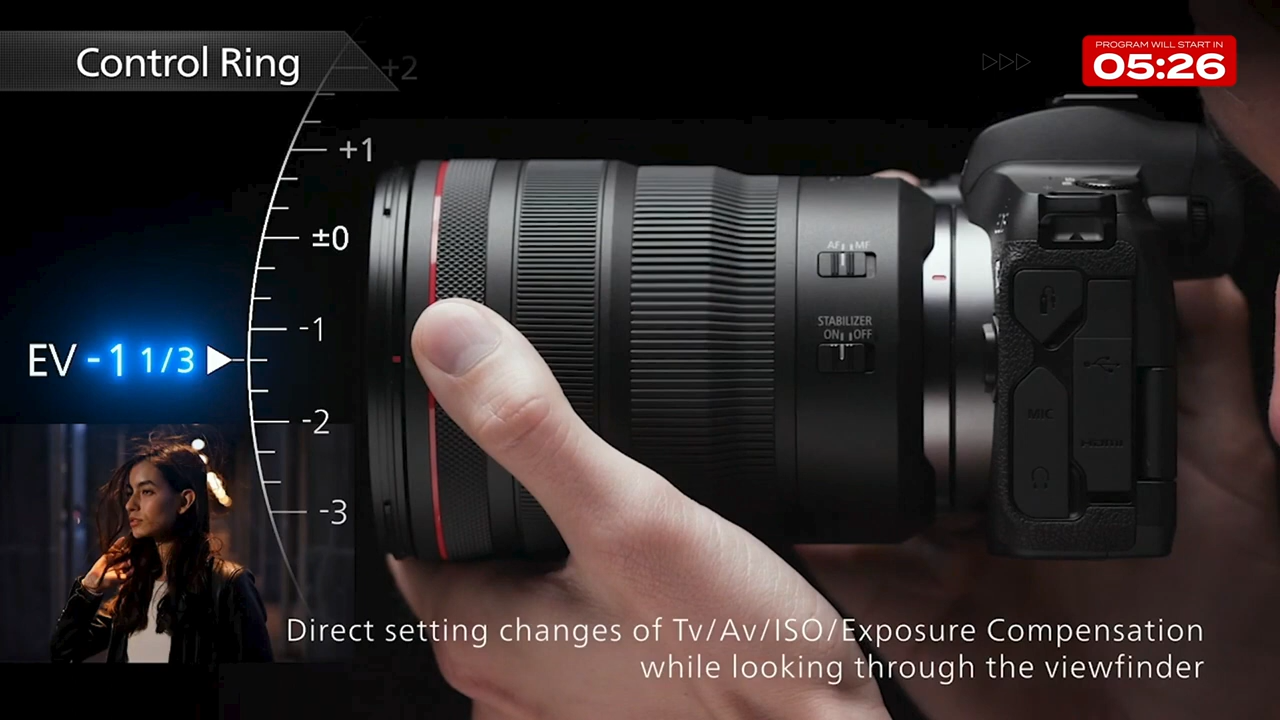 Control Ring
PROGRAM WILL START IN
05:26
+2
+1
±0
-1
EV -1 1/3
-2
-3
AF MF
STABILIZER
ON OFF
MIC
HDMI
Direct setting changes of Tv/Av/ISO/Exposure Compensation
while looking through the viewfinder